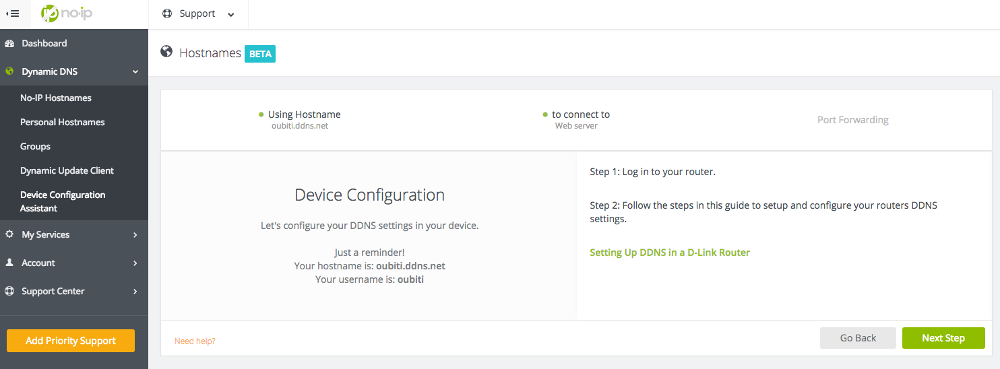 no-ip
Support
Dashboard
Hostnames BETA
Dynamic DNS
No-IP Hostnames
Personal Hostnames
Groups
Dynamic Update Client
Device Configuration
Assistant
My Services
Account
Support Center
Add Priority Support
Using Hostname
oubiti.ddns.net
to connect to
Web server
Port Forwarding
Device Configuration
Let's configure your DDNS settings in your device.
Just a reminder!
Your hostname is: oubiti.ddns.net
Your username is: oubiti
Step 1: Log in to your router.
Step 2: Follow the steps in this guide to setup and configure your routers DDNS
settings.
Setting Up DDNS in a D-Link Router
Need help?
Go Back
Next Step